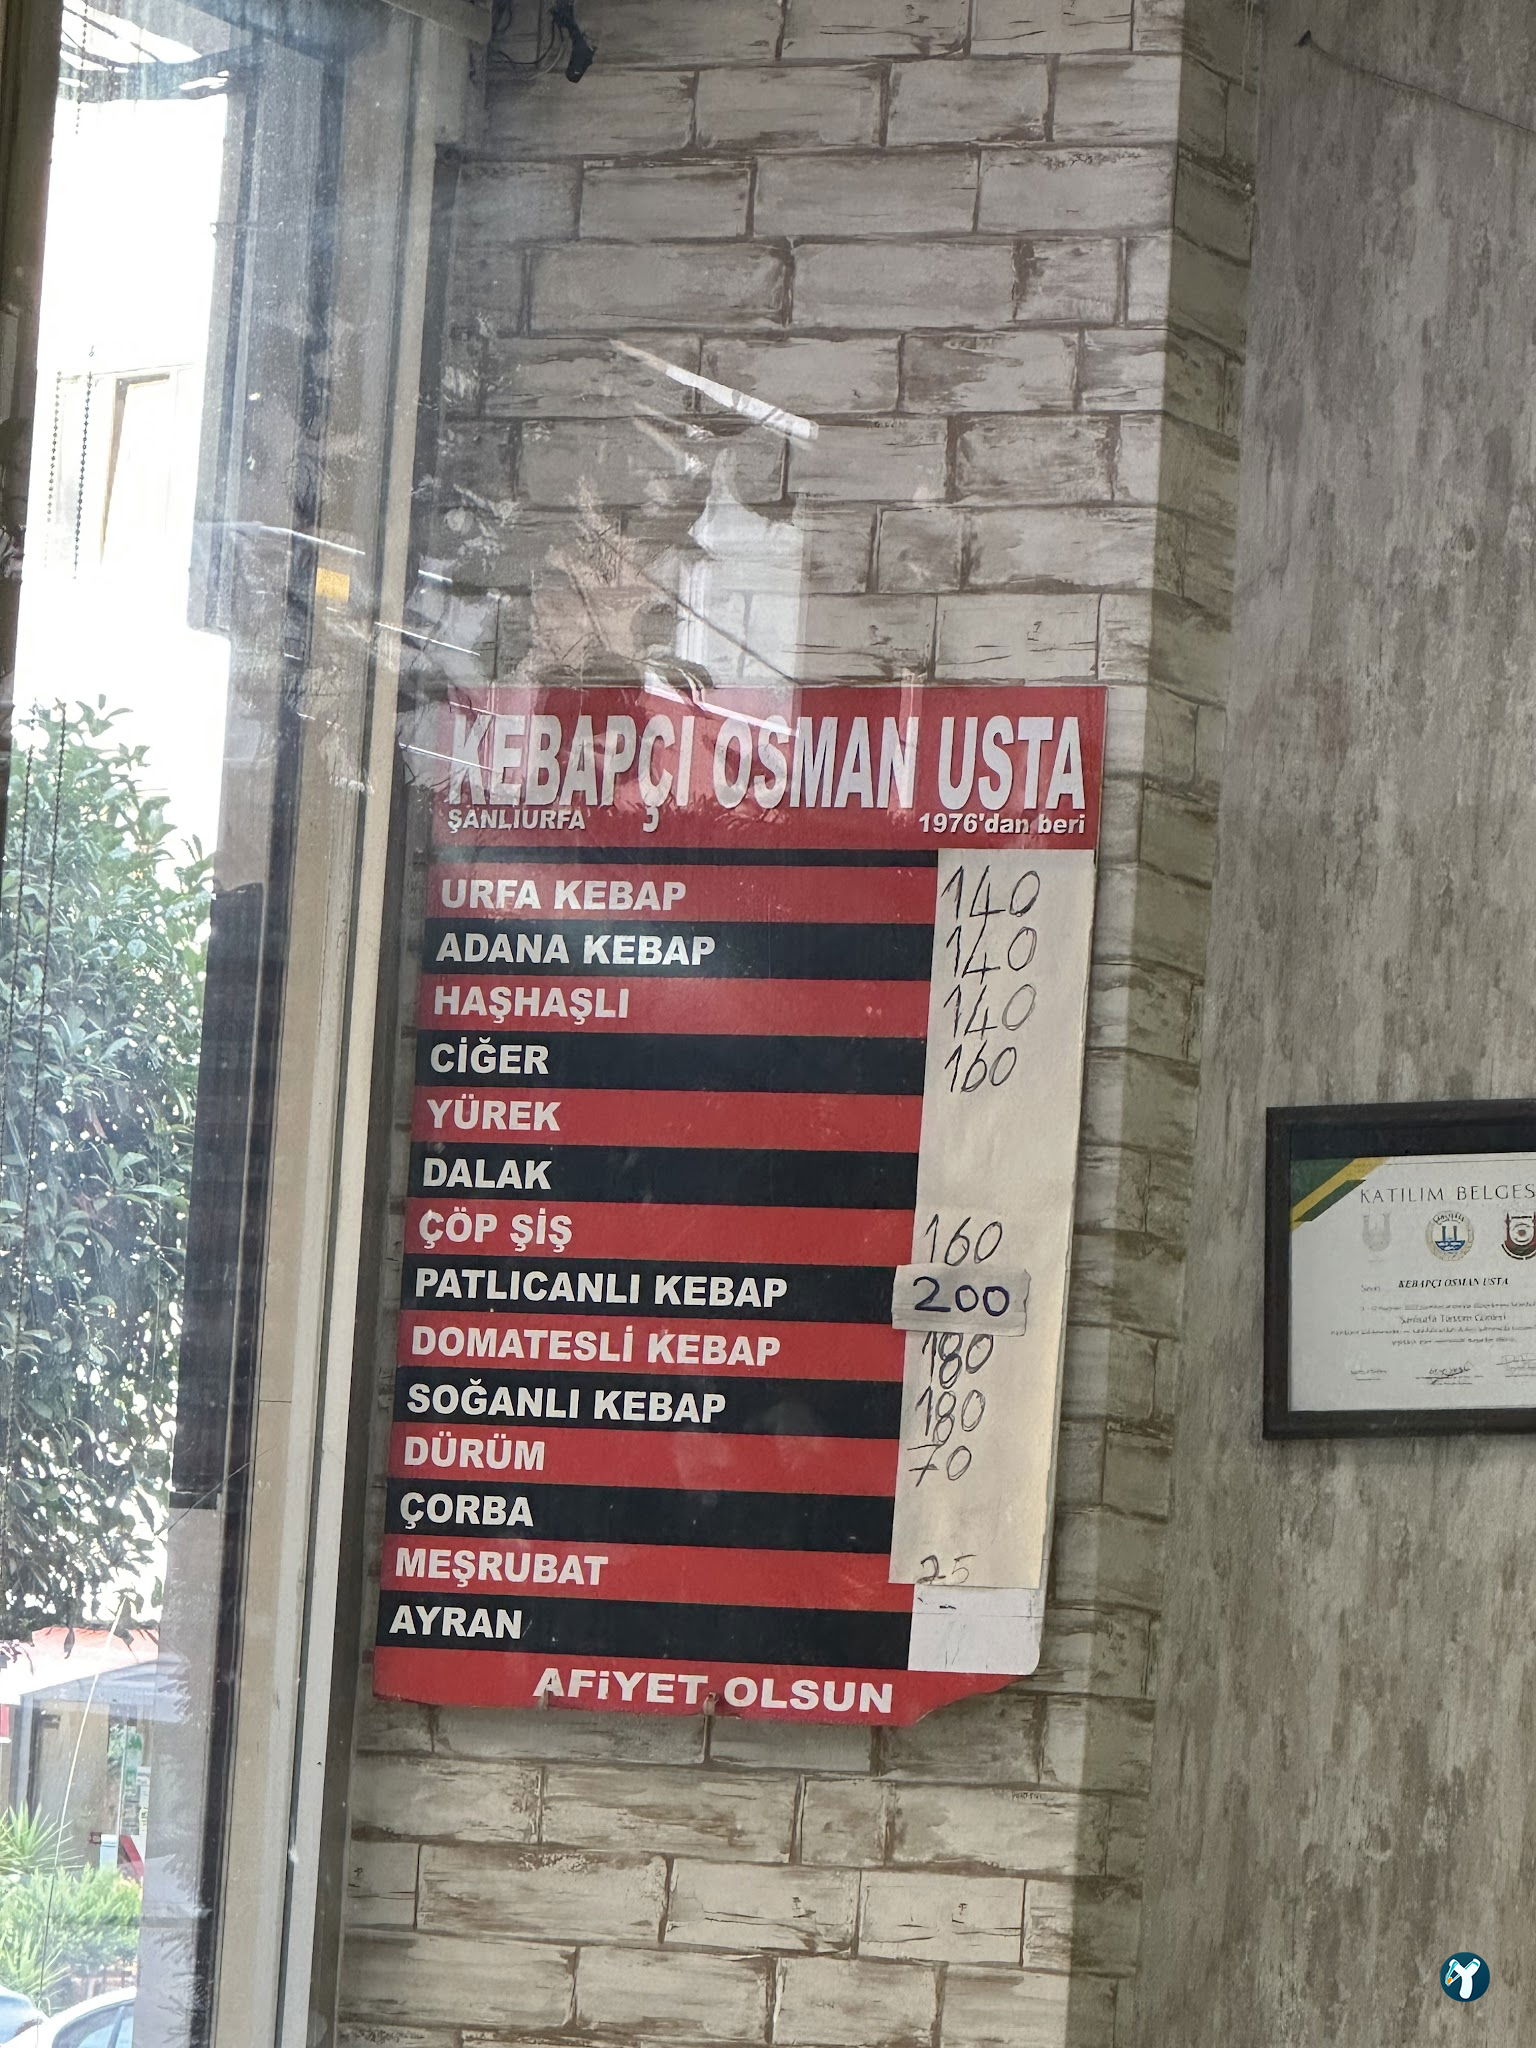 KEBAPÇI OSMAN USTA
ŞANLIURFA 1976'dan beri
URFA KEBAP 140
ADANA KEBAP 140
HAŞHAŞLI 140
CİĞER 160
YÜREK
DALAK
ÇÖP ŞİŞ 160
PATLICANLI KEBAP 200
DOMATESLİ KEBAP 180
SOĞANLI KEBAP 180
DÜRÜM 70
ÇORBA
MEŞRUBAT 25
AYRAN
AFiYET OLSUN
KATILIM BELGES
Sayın KEBAPÇI OSMAN USTA